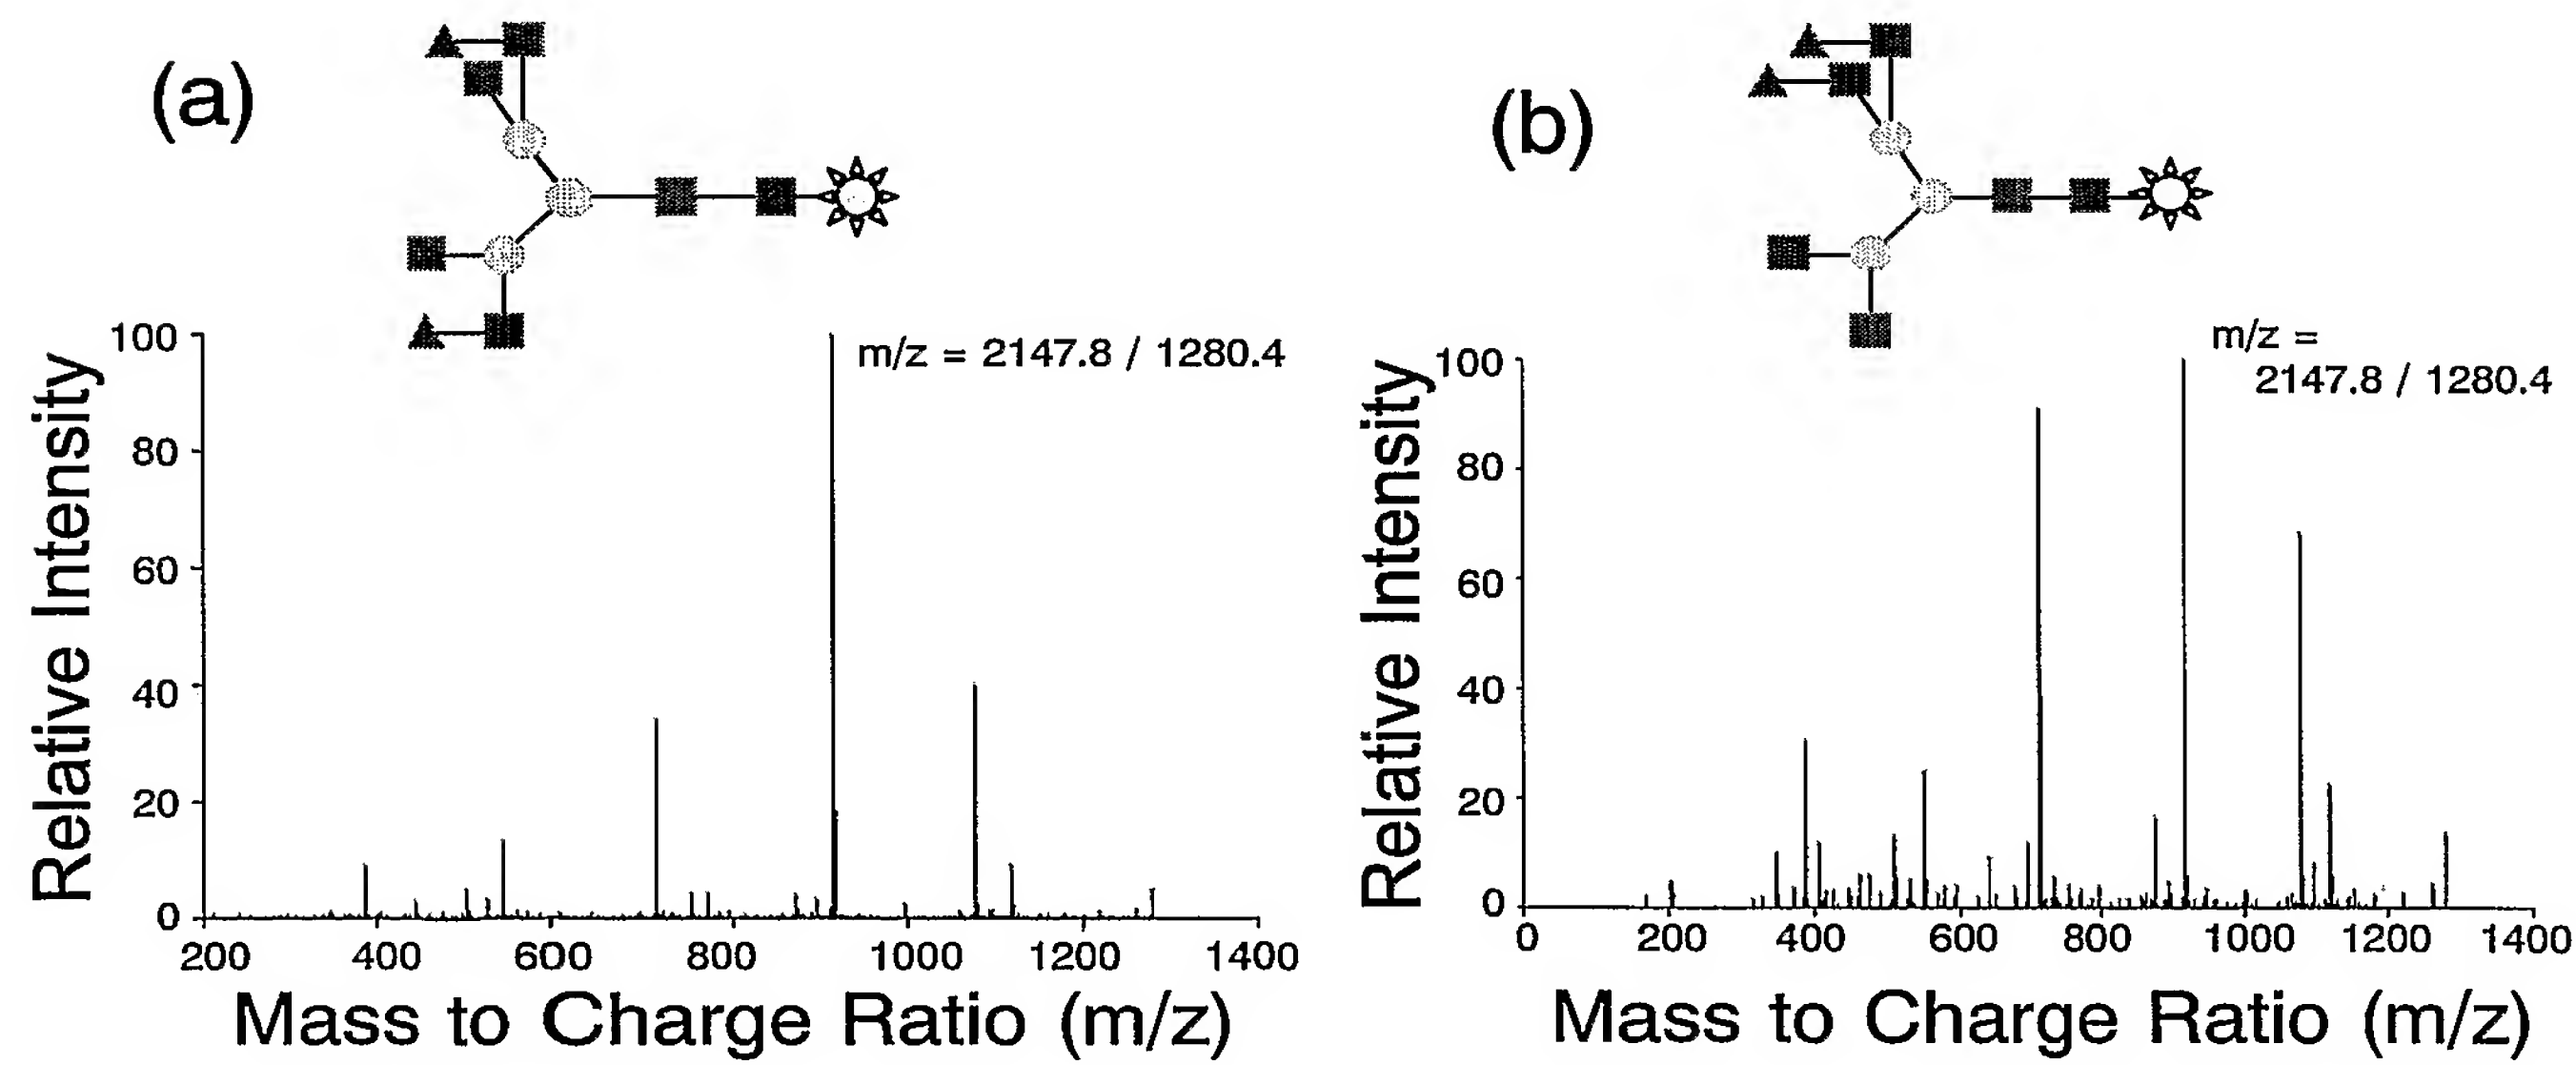 (a)
m/z = 2147.8 / 1280.4
Relative Intensity
100
80
60
40
20
0
200 400 600 800 1000 1200 1400
Mass to Charge Ratio (m/z)
(b)
m/z =
2147.8 / 1280.4
Relative Intensity
100
80
60
40
20
0
0 200 400 600 800 1000 1200 1400
Mass to Charge Ratio (m/z)